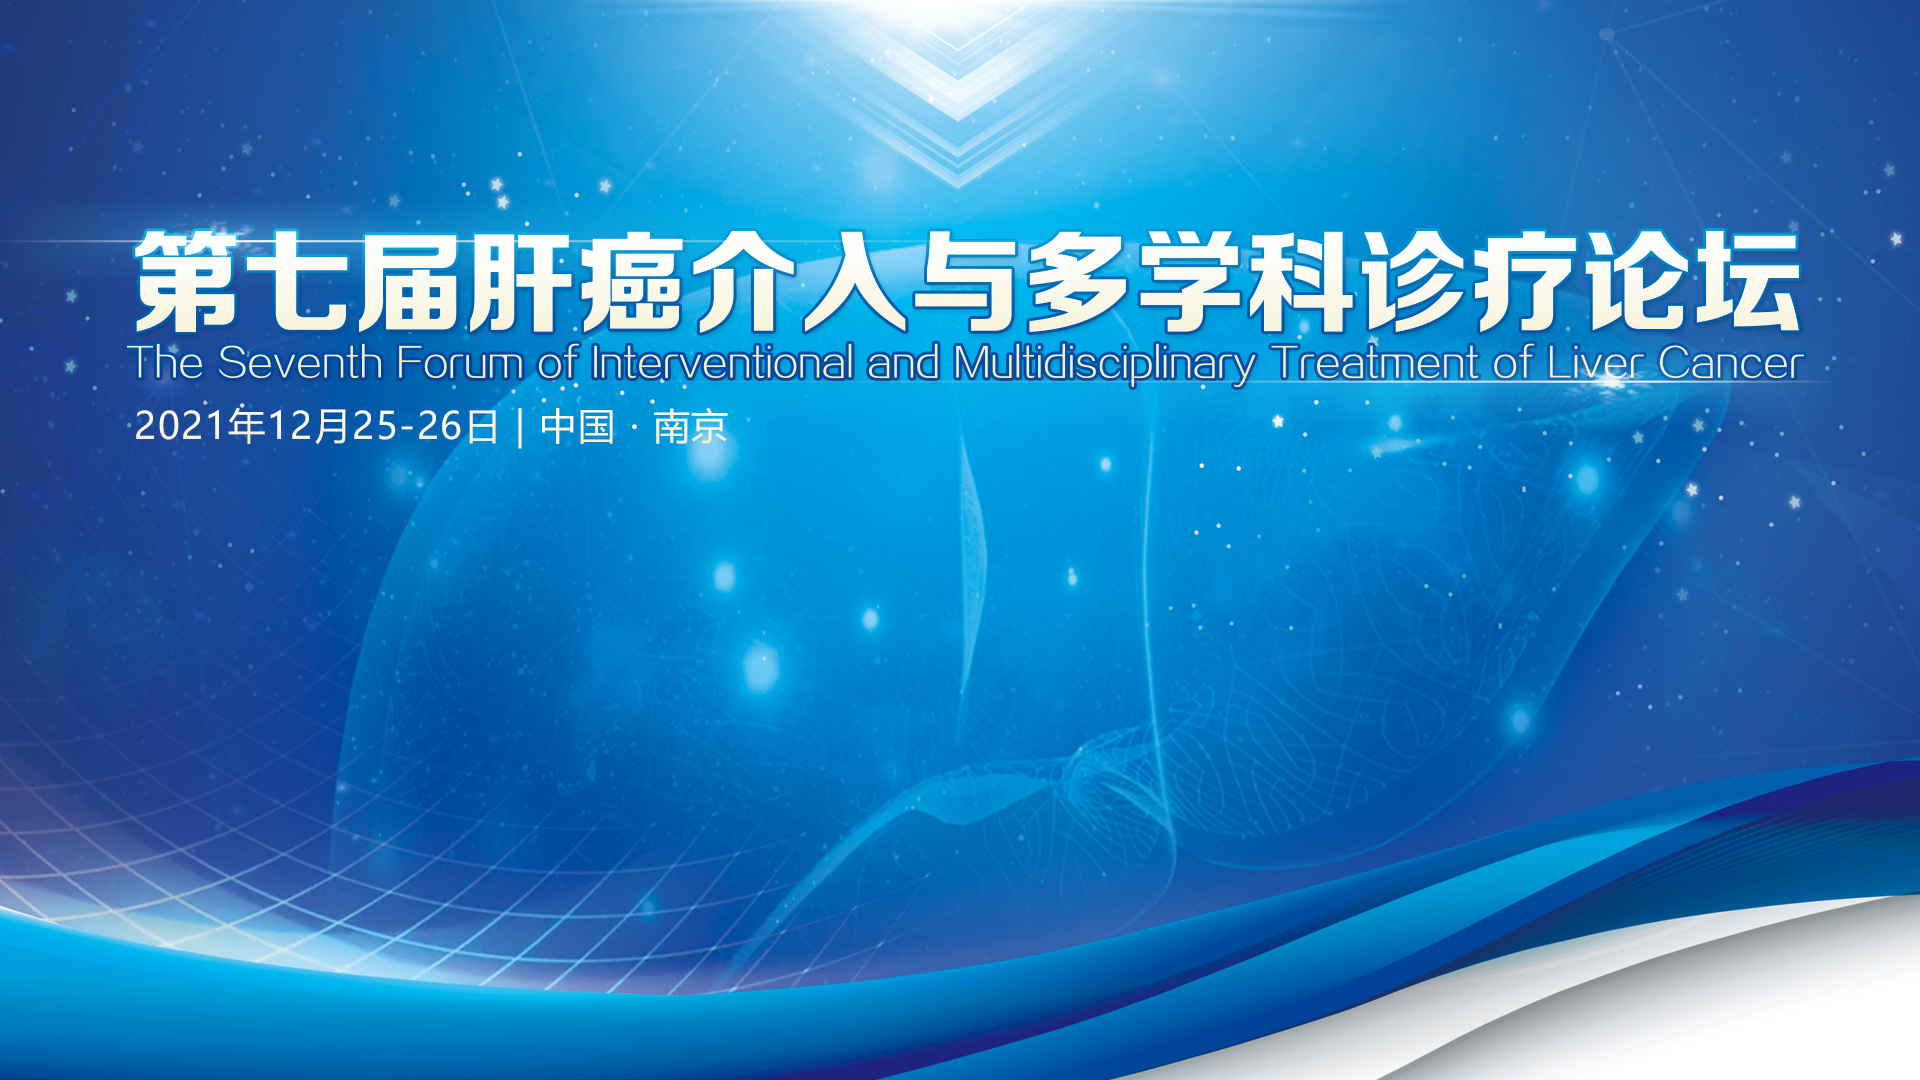 第七届肝癌介入与多学科诊疗论坛
The Seventh Forum of Interventional and Multidisciplinary Treatment of Liver Cancer
2021年12月25-26日 | 中国 · 南京